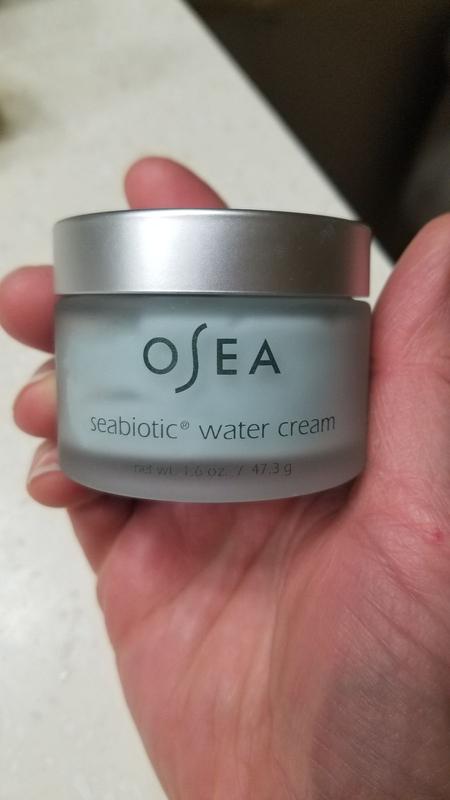 OSEA
seabiotic® water cream
net wt. 1.6 oz. / 47.3 g